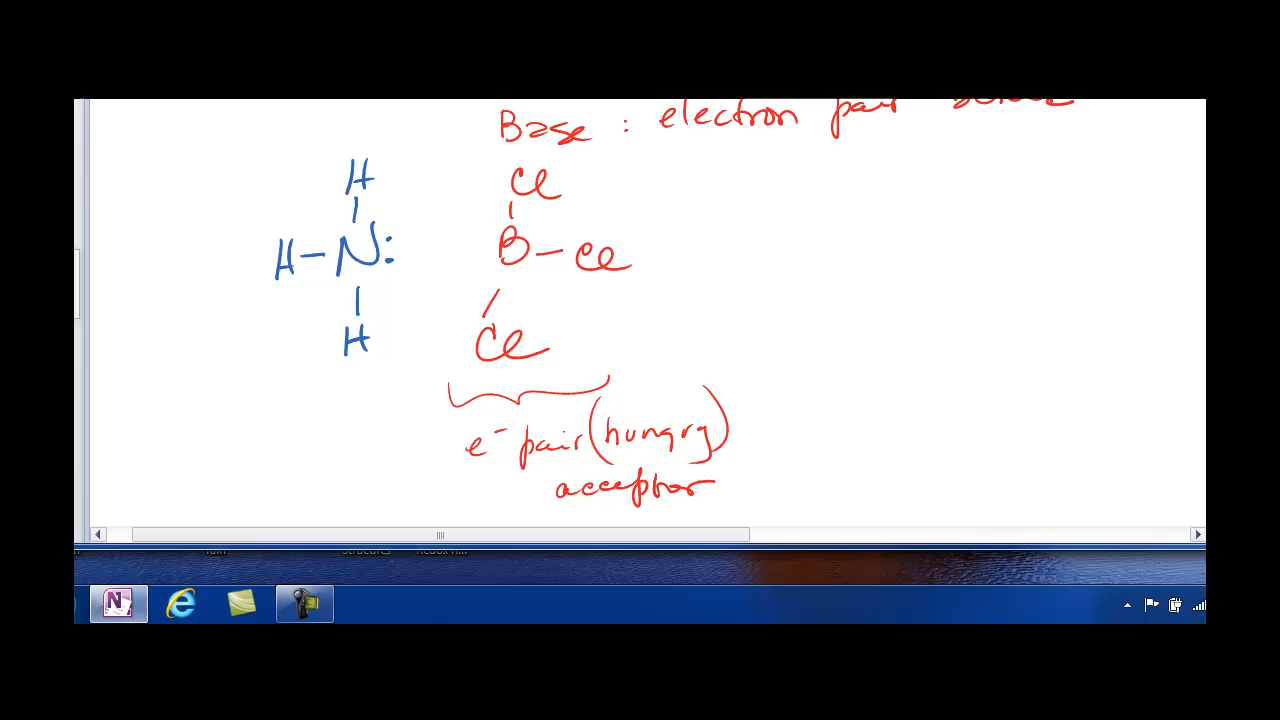 Base : electron pair
H
Cl
H-N:
B-Cl
H
Cl
e⁻ pair (hungry)
acceptor